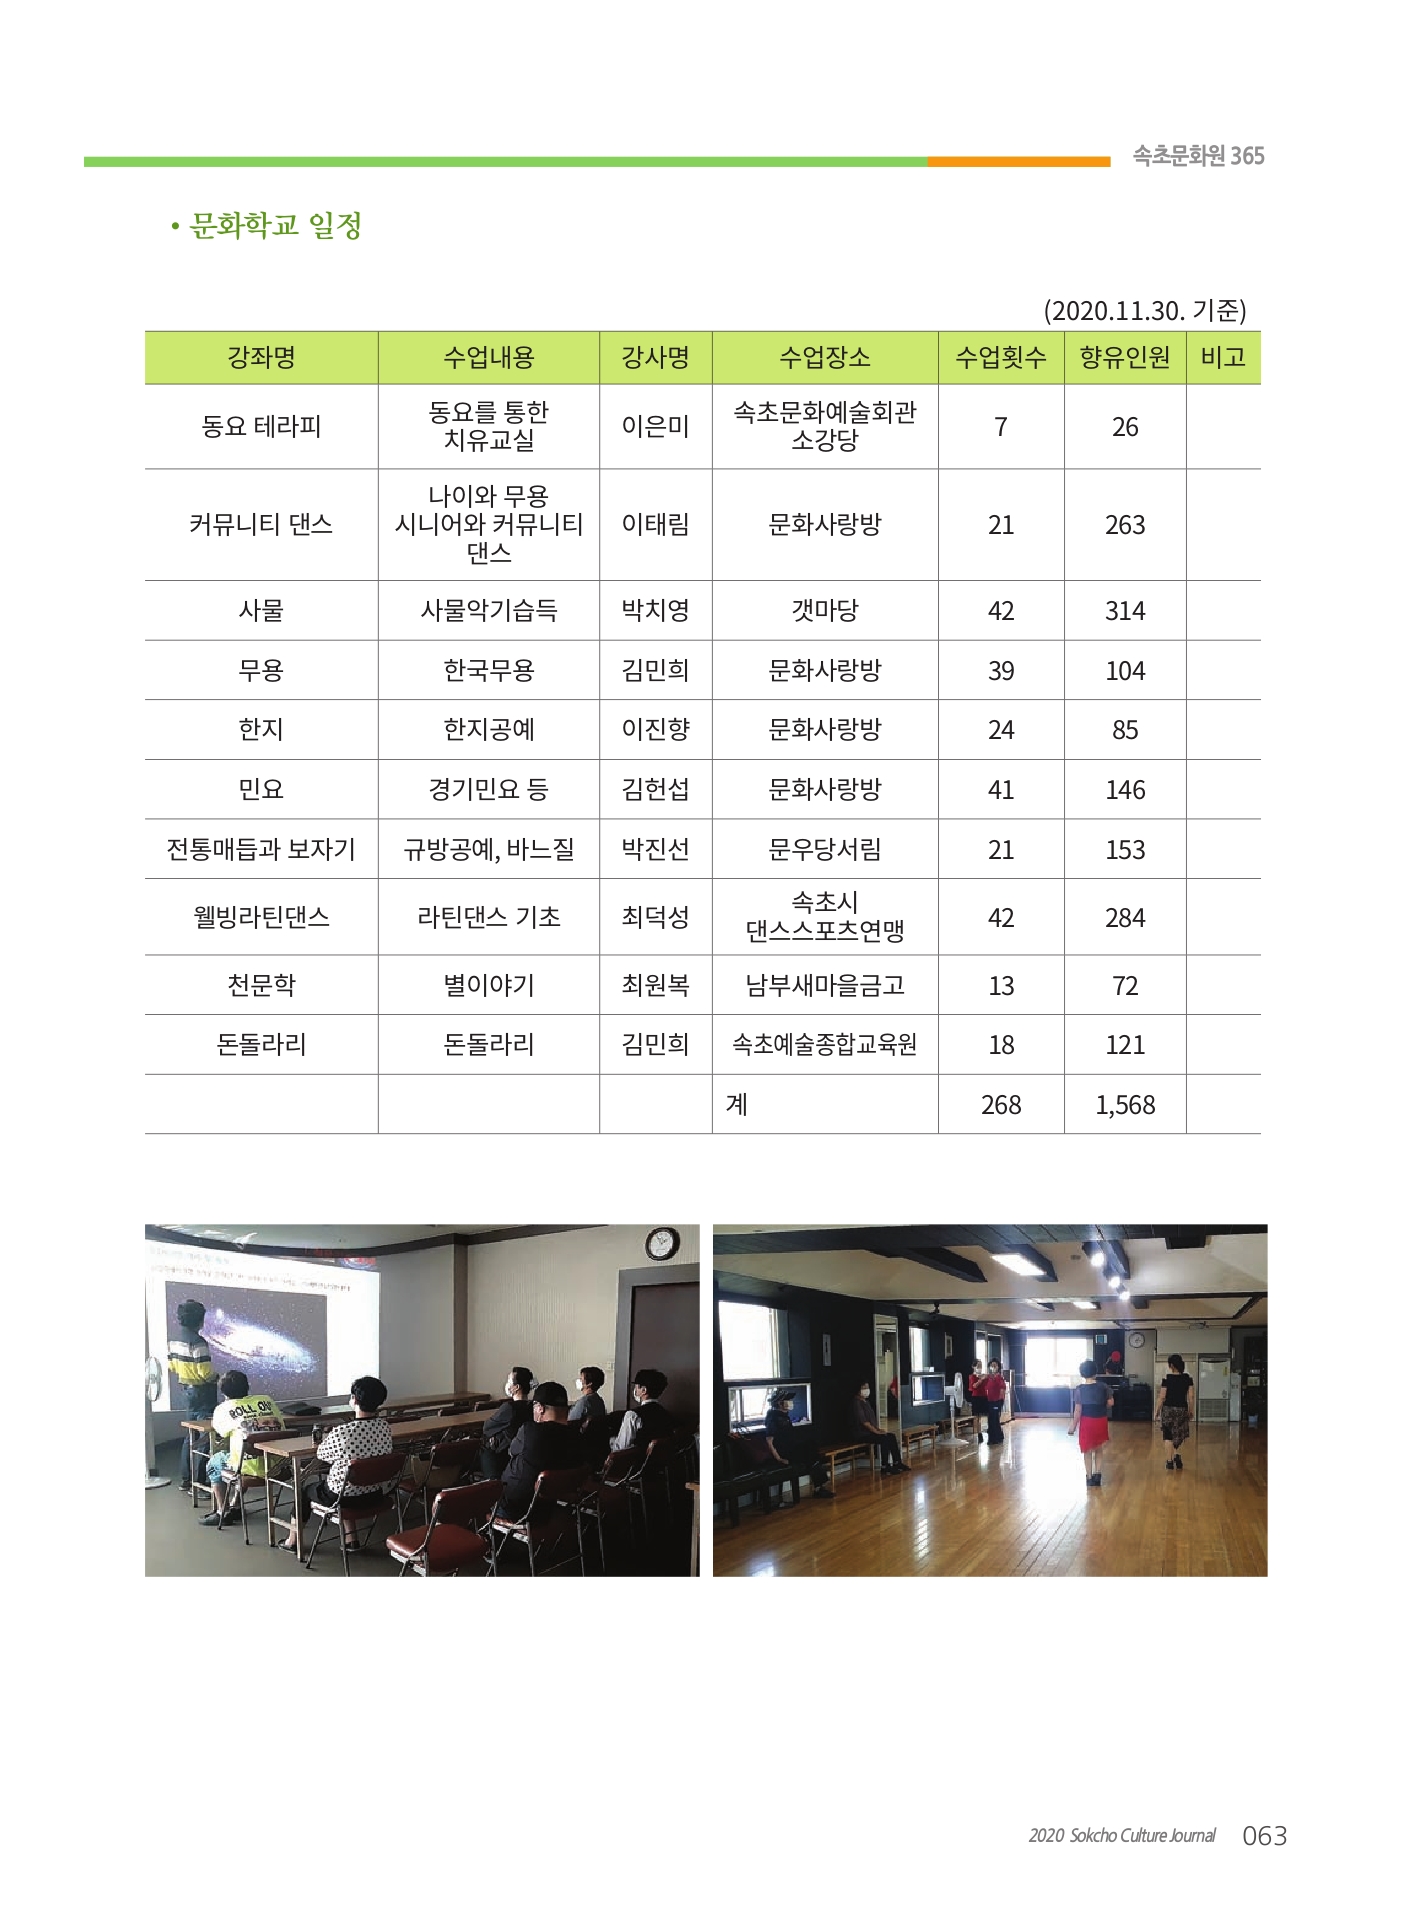 속초문화원 365
• 문화학교 일정
(2020.11.30. 기준)
강좌명 수업내용 강사명 수업장소 수업횟수 향유인원 비고
동요 테라피 동요를 통한 치유교실 이은미 속초문화예술회관 소강당 7 26
커뮤니티 댄스 나이와 무용 시니어와 커뮤니티 댄스 이태림 문화사랑방 21 263
사물 사물악기습득 박치영 갯마당 42 314
무용 한국무용 김민희 문화사랑방 39 104
한지 한지공예 이진향 문화사랑방 24 85
민요 경기민요 등 김헌섭 문화사랑방 41 146
전통매듭과 보자기 규방공예, 바느질 박진선 문우당서림 21 153
웰빙라틴댄스 라틴댄스 기초 최덕성 속초시 댄스스포츠연맹 42 284
천문학 별이야기 최원복 남부새마을금고 13 72
돈돌라리 돈돌라리 김민희 속초예술종합교육원 18 121
계 268 1,568
2020 Sokcho Culture Journal 063